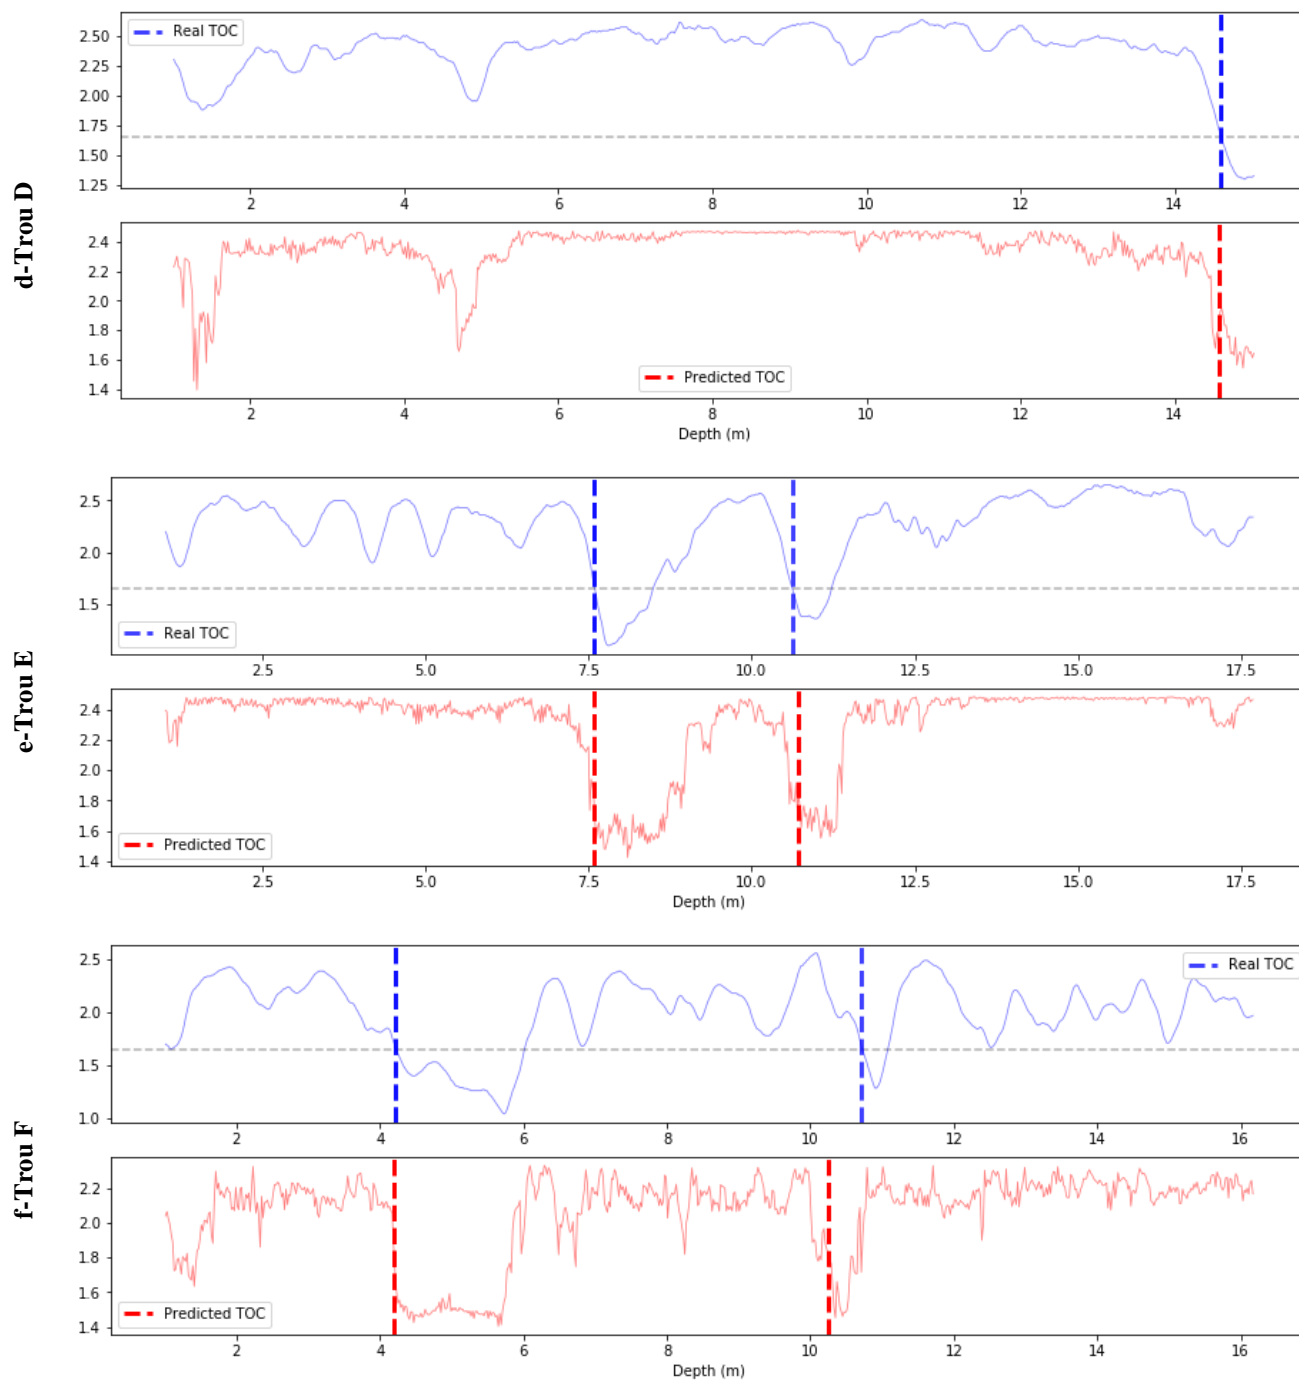 d-Trou D
Real TOC
2.50
2.25
2.00
1.75
1.50
1.25
2 4 6 8 10 12 14
2.4
2.2
2.0
1.8
1.6
1.4
Predicted TOC
2 4 6 8 10 12 14
Depth (m)
e-Trou E
2.5
2.0
1.5
Real TOC
2.5 5.0 7.5 10.0 12.5 15.0 17.5
2.4
2.2
2.0
1.8
1.6
1.4
Predicted TOC
2.5 5.0 7.5 10.0 12.5 15.0 17.5
Depth (m)
f-Trou F
2.5
2.0
1.5
1.0
Real TOC
2 4 6 8 10 12 14 16
2.2
2.0
1.8
1.6
1.4
Predicted TOC
2 4 6 8 10 12 14 16
Depth (m)